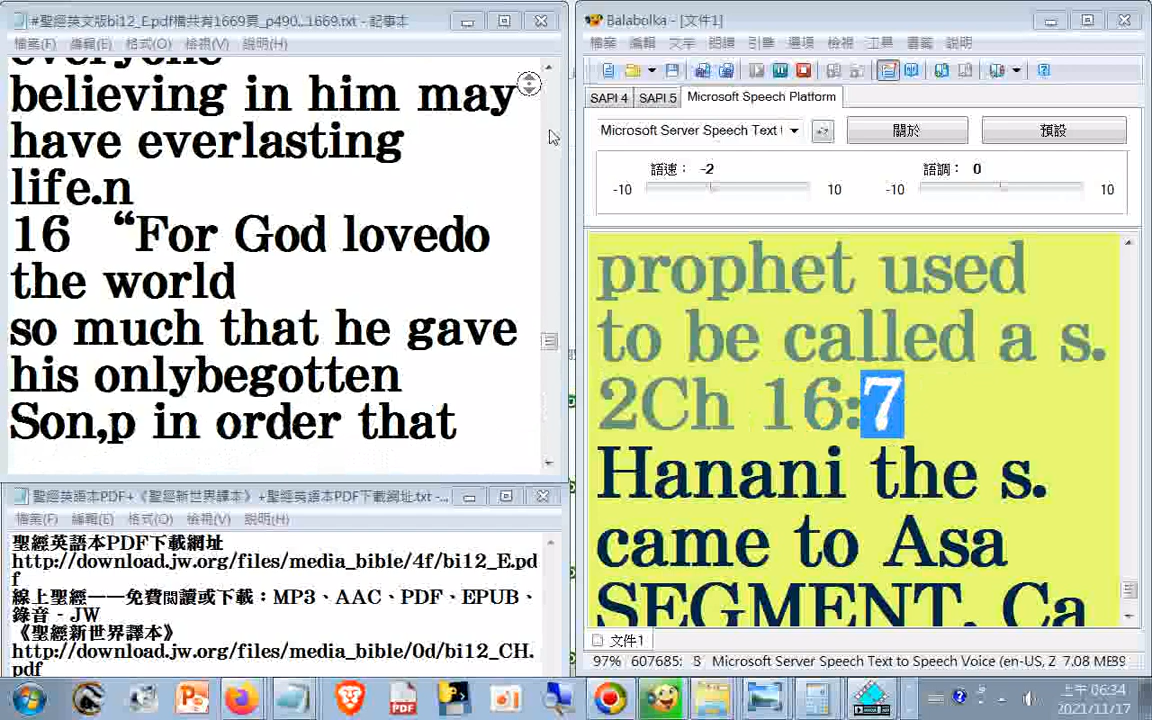 #聖經英文版bi12_E.pdf檔共有1669頁_p490...1669.txt - 記事本
檔案(F) 編輯(E) 格式(O) 檢視(V) 說明(H)
everyone
believing in him may
have everlasting
life.n
16 “For God lovedo
the world
so much that he gave
his onlybegotten
Son,p in order that
聖經英語本PDF+《聖經新世界譯本》+聖經英語本PDF下載網址.txt -...
檔案(F) 編輯(E) 格式(O) 檢視(V) 說明(H)
聖經英語本PDF下載網址
http://download.jw.org/files/media_bible/4f/bi12_E.pd
f
線上聖經——免費閱讀或下載：MP3、AAC、PDF、EPUB、
錄音 - JW
《聖經新世界譯本》
http://download.jw.org/files/media_bible/0d/bi12_CH.
pdf
Balabolka - [文件1]
檔案 編輯 文字 朗讀 引擎 選項 檢視 工具 書籤 說明
SAPI 4 SAPI 5 Microsoft Speech Platform
Microsoft Server Speech Text 關於 預設
語速： -2 語調： 0
-10 10 -10 10
prophet used
to be called a s.
2Ch 16:7
Hanani the s.
came to Asa
SEGMENT, Ca
文件1
97% 607685: Microsoft Server Speech Text to Speech Voice (en-US, Z 7.08 MB
上午 06:34
2021/11/17